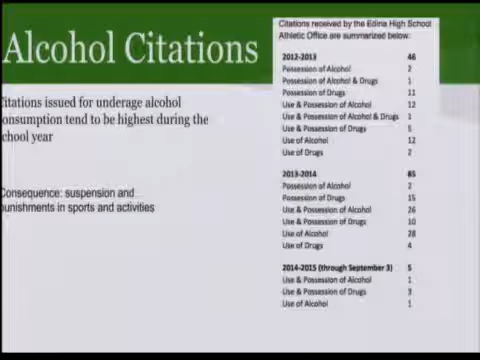 Alcohol Citations
itations issued for underage alcohol
onsumption tend to be highest during the
chool year
Consequence: suspension and
unishments in sports and activities
Citations received by the Edina High School
Athletic Office are summarized below:
2012-2013 46
Possession of Alcohol 2
Possession of Alcohol & Drugs 1
Possession of Drugs 11
Use & Possession of Alcohol 12
Use & Possession of Alcohol & Drugs 1
Use & Possession of Drugs 5
Use of Alcohol 12
Use of Drugs 2
2013-2014 85
Possession of Alcohol 2
Possession of Drugs 15
Use & Possession of Alcohol 26
Use & Possession of Drugs 10
Use of Alcohol 28
Use of Drugs 4
2014-2015 (through September 3) 5
Use & Possession of Alcohol 1
Use & Possession of Drugs 3
Use of Alcohol 1